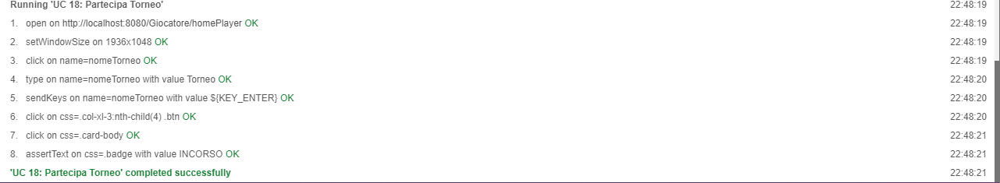 Running 'UC 18: Partecipa Torneo' 22:48:19
1. open on http://localhost:8080/Giocatore/homePlayer OK 22:48:19
2. setWindowSize on 1936x1048 OK 22:48:19
3. click on name=nomeTorneo OK 22:48:19
4. type on name=nomeTorneo with value Torneo OK 22:48:20
5. sendKeys on name=nomeTorneo with value ${KEY_ENTER} OK 22:48:20
6. click on css=.col-xl-3:nth-child(4) .btn OK 22:48:20
7. click on css=.card-body OK 22:48:21
8. assertText on css=.badge with value INCORSO OK 22:48:21
'UC 18: Partecipa Torneo' completed successfully 22:48:21